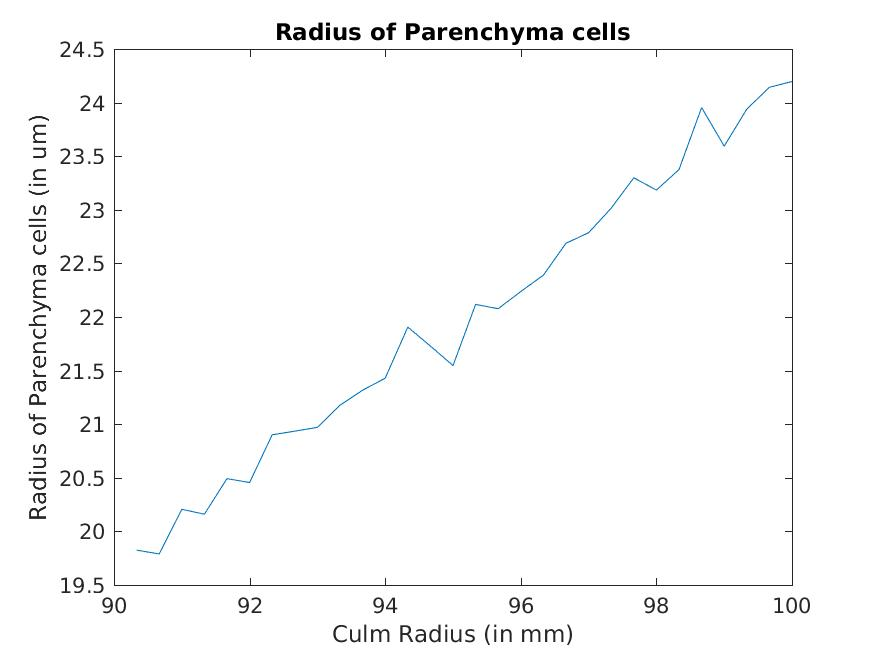 Radius of Parenchyma cells
24.5
24
23.5
23
22.5
22
21.5
21
20.5
20
19.5
Radius of Parenchyma cells (in um)
90 92 94 96 98 100
Culm Radius (in mm)